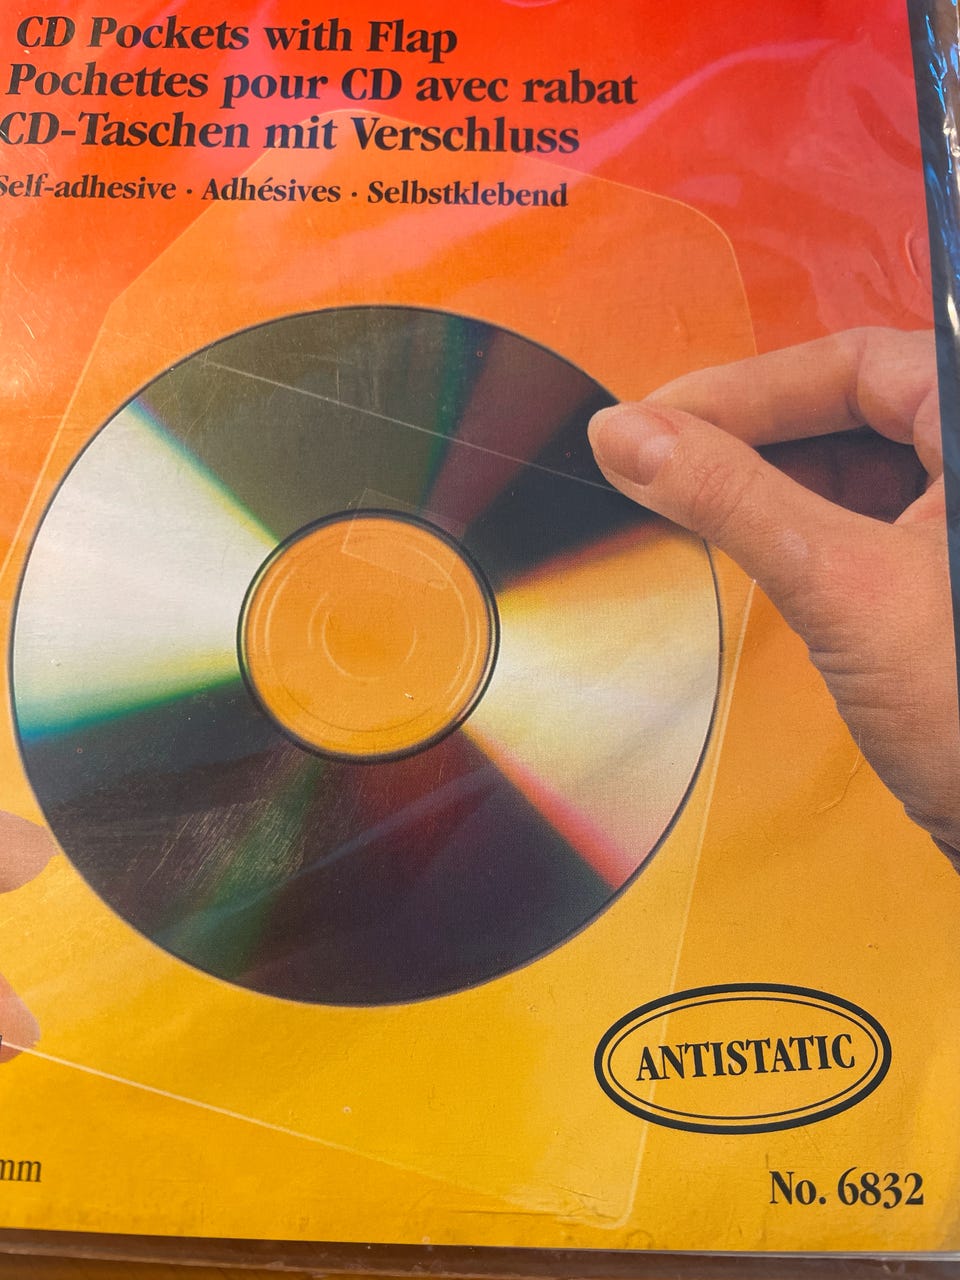 CD Pockets with Flap
Pochettes pour CD avec rabat
CD-Taschen mit Verschluss
Self-adhesive · Adhésives · Selbstklebend
ANTISTATIC
mm
No. 6832